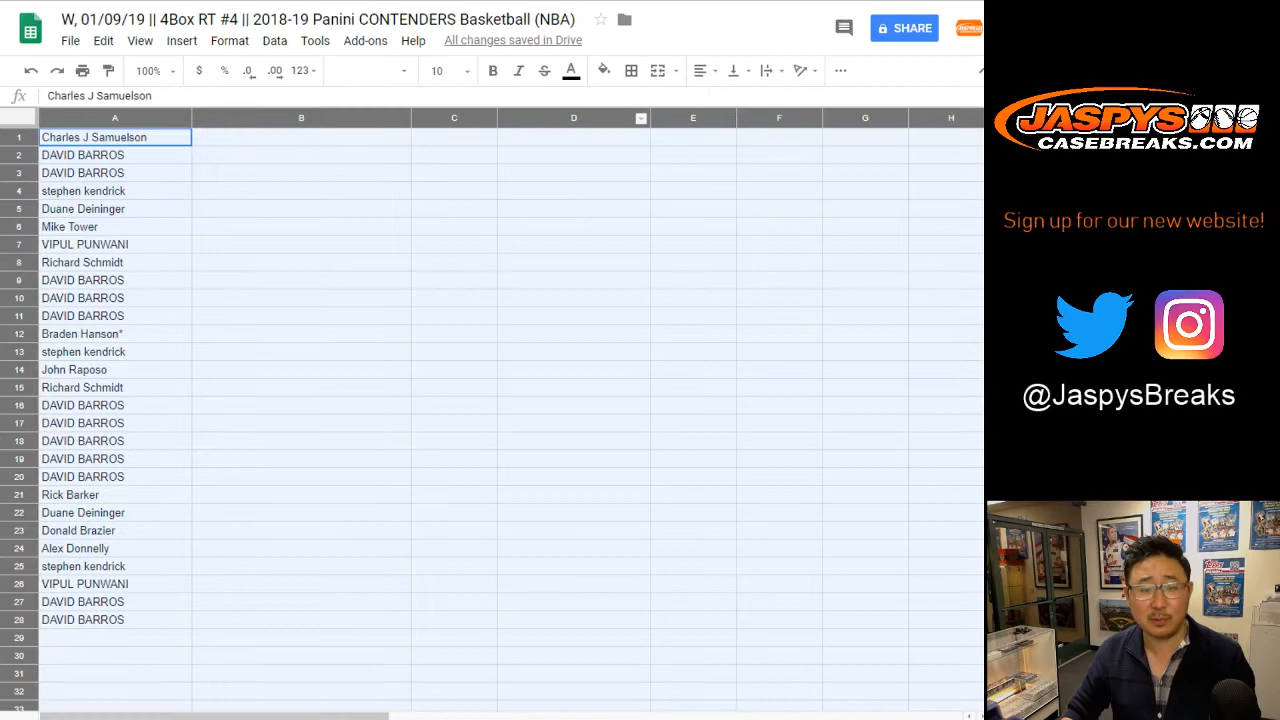 W, 01/09/19 || 4Box RT #4 || 2018-19 Panini CONTENDERS Basketball (NBA)
File Edit View Insert Format Tools Add-ons Help All changes saved in Drive
SHARE
100% $ % .0 .00 123 10 B I S A
fx Charles J Samuelson
A B C D E F G H
1 Charles J Samuelson
2 DAVID BARROS
3 DAVID BARROS
4 stephen kendrick
5 Duane Deininger
6 Mike Tower
7 VIPUL PUNWANI
8 Richard Schmidt
9 DAVID BARROS
10 DAVID BARROS
11 DAVID BARROS
12 Braden Hanson*
13 stephen kendrick
14 John Raposo
15 Richard Schmidt
16 DAVID BARROS
17 DAVID BARROS
18 DAVID BARROS
19 DAVID BARROS
20 DAVID BARROS
21 Rick Barker
22 Duane Deininger
23 Donald Brazier
24 Alex Donnelly
25 stephen kendrick
26 VIPUL PUNWANI
27 DAVID BARROS
28 DAVID BARROS
29
30
31
32
33
JASPYS
CASEBREAKS.COM
Sign up for our new website!
@JaspysBreaks